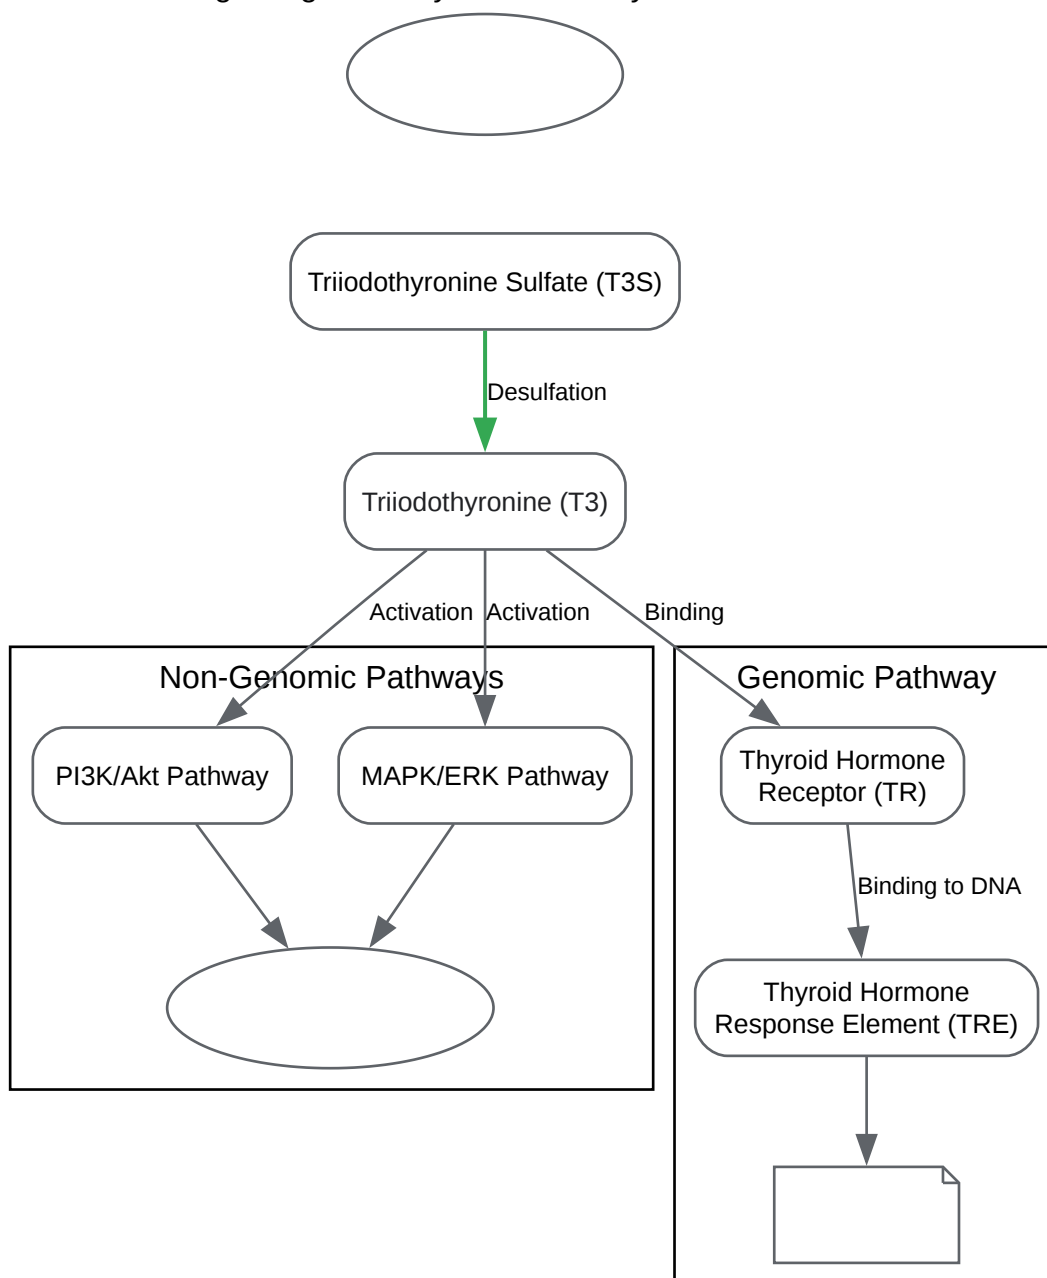 Triiodothyronine Sulfate (T3S)
Desulfation
Triiodothyronine (T3)
Activation
Activation
Binding
Non-Genomic Pathways
Genomic Pathway
PI3K/Akt Pathway
MAPK/ERK Pathway
Thyroid Hormone
Receptor (TR)
Binding to DNA
Thyroid Hormone
Response Element (TRE)